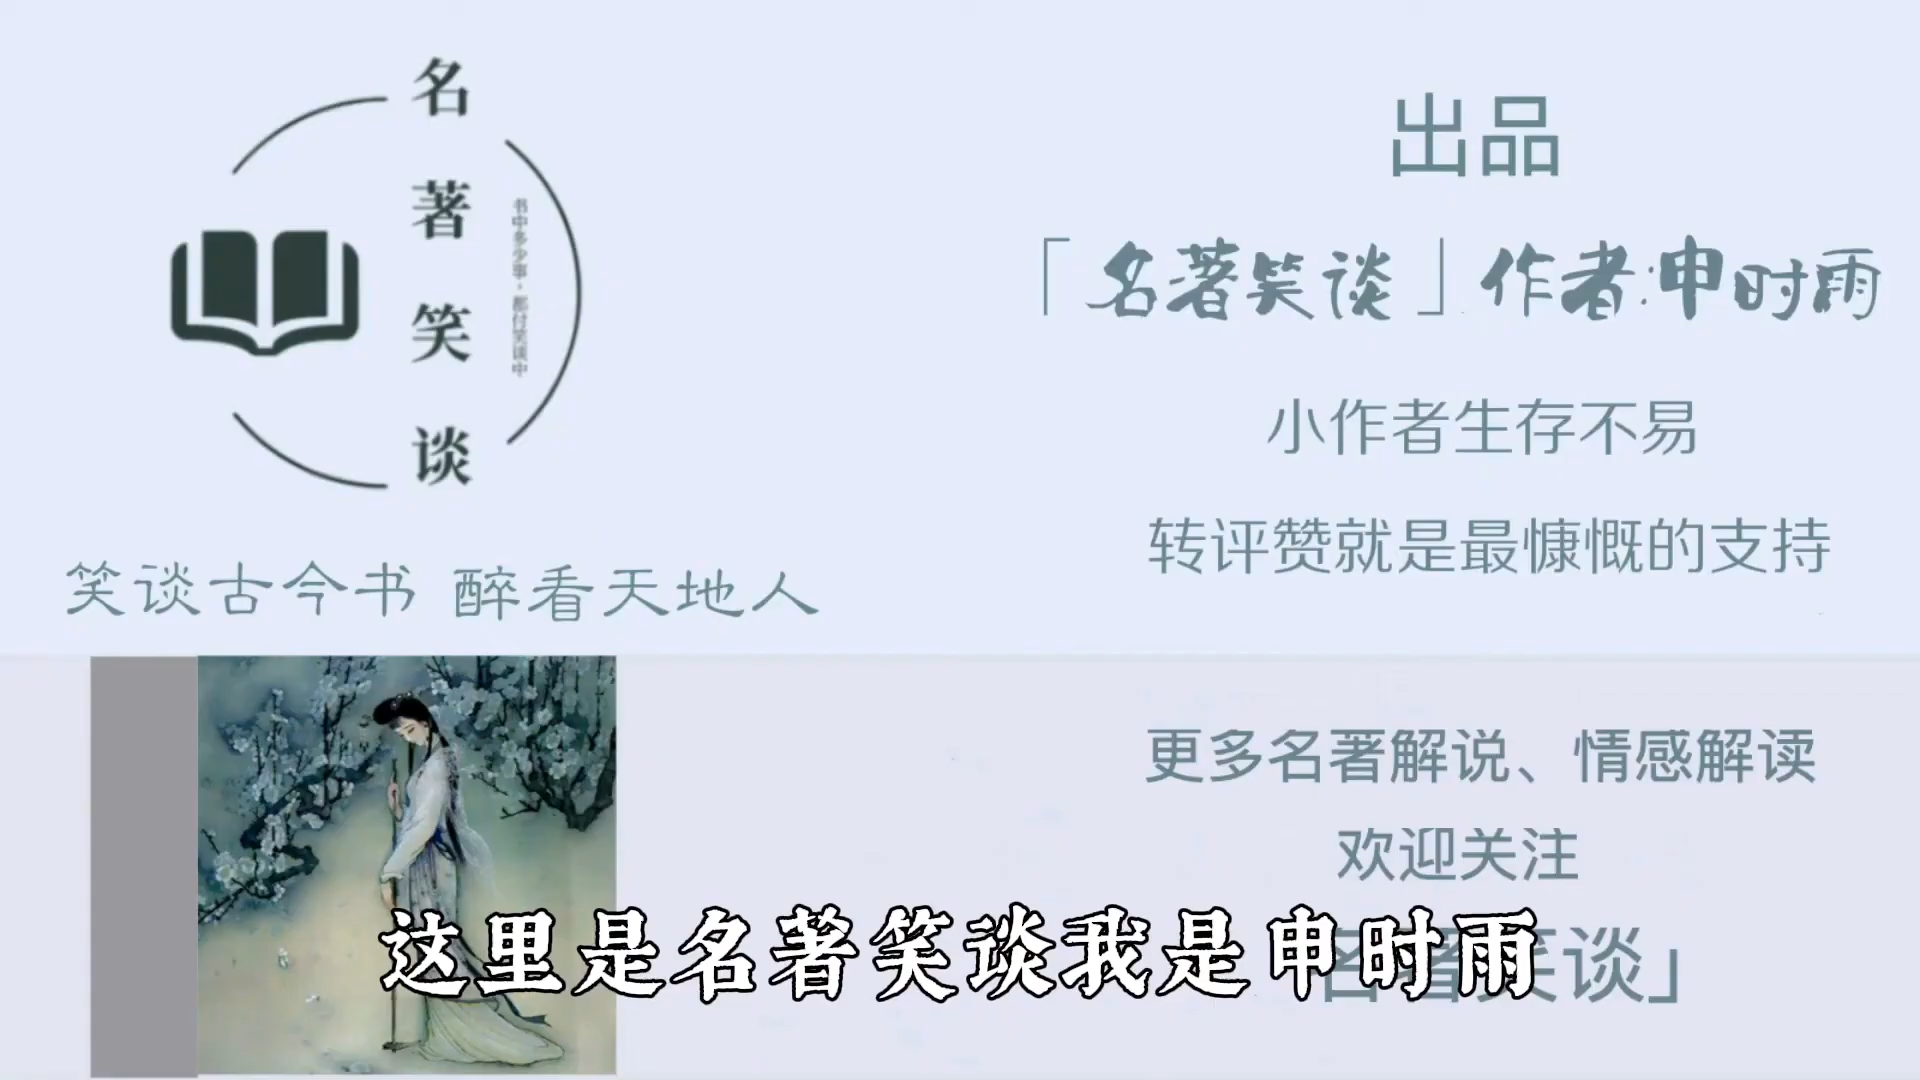 名著笑谈
书中多少事，都付笑谈中
笑谈古今书 醉看天地人
出品
「名著笑谈」作者:申时雨
小作者生存不易
转评赞就是最慷慨的支持
更多名著解说、情感解读
欢迎关注
名著笑谈」
这里是名著笑谈我是申时雨